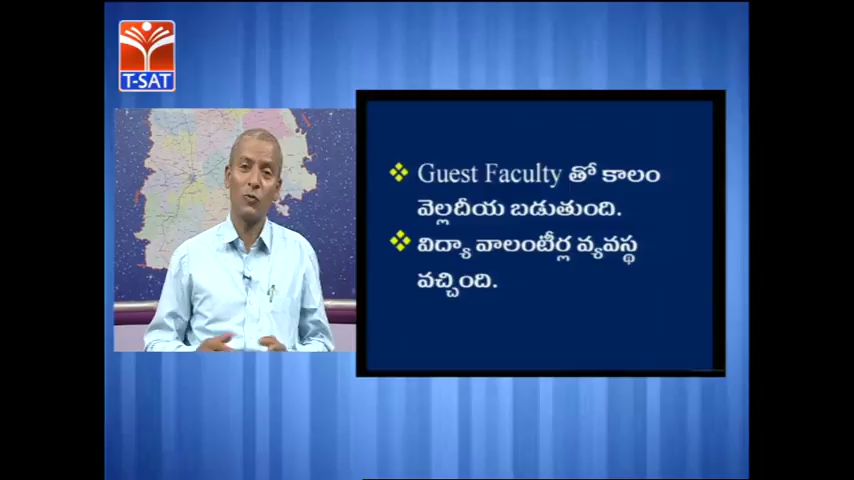 T-SAT
❖ Guest Faculty తో కాలం
వెల్లదీయ బడుతుంది.
❖ విద్యా వాలంటీర్ల వ్యవస్థ
వచ్చింది.